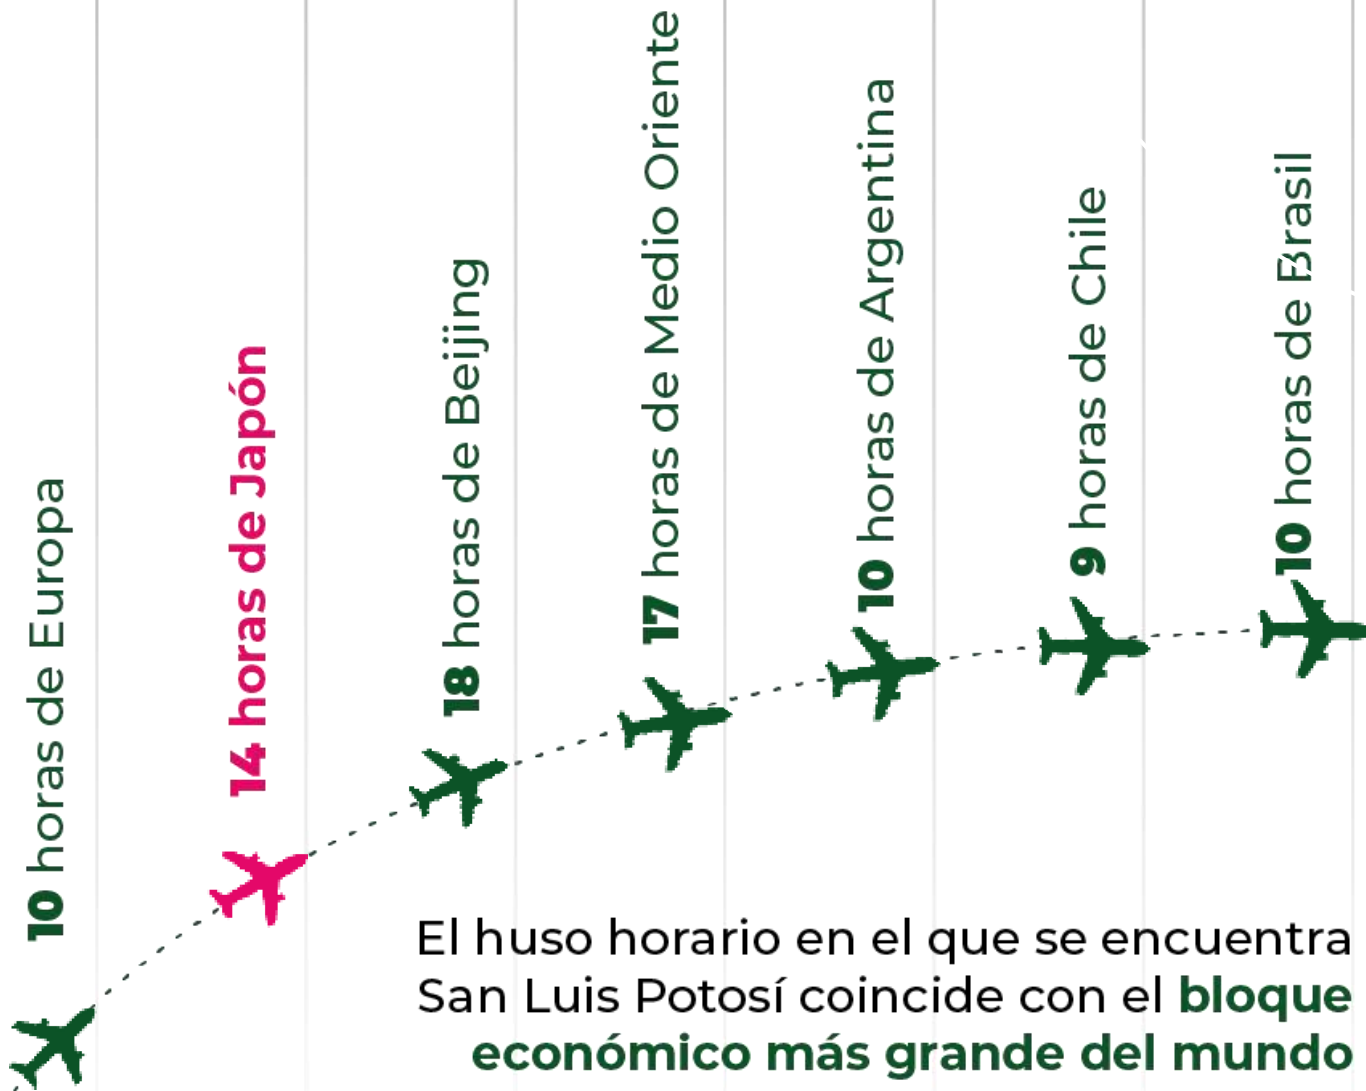 10 horas de Europa
14 horas de Japón
18 horas de Beijing
17 horas de Medio Oriente
10 horas de Argentina
9 horas de Chile
10 horas de Brasil
El huso horario en el que se encuentra
San Luis Potosí coincide con el bloque
económico más grande del mundo